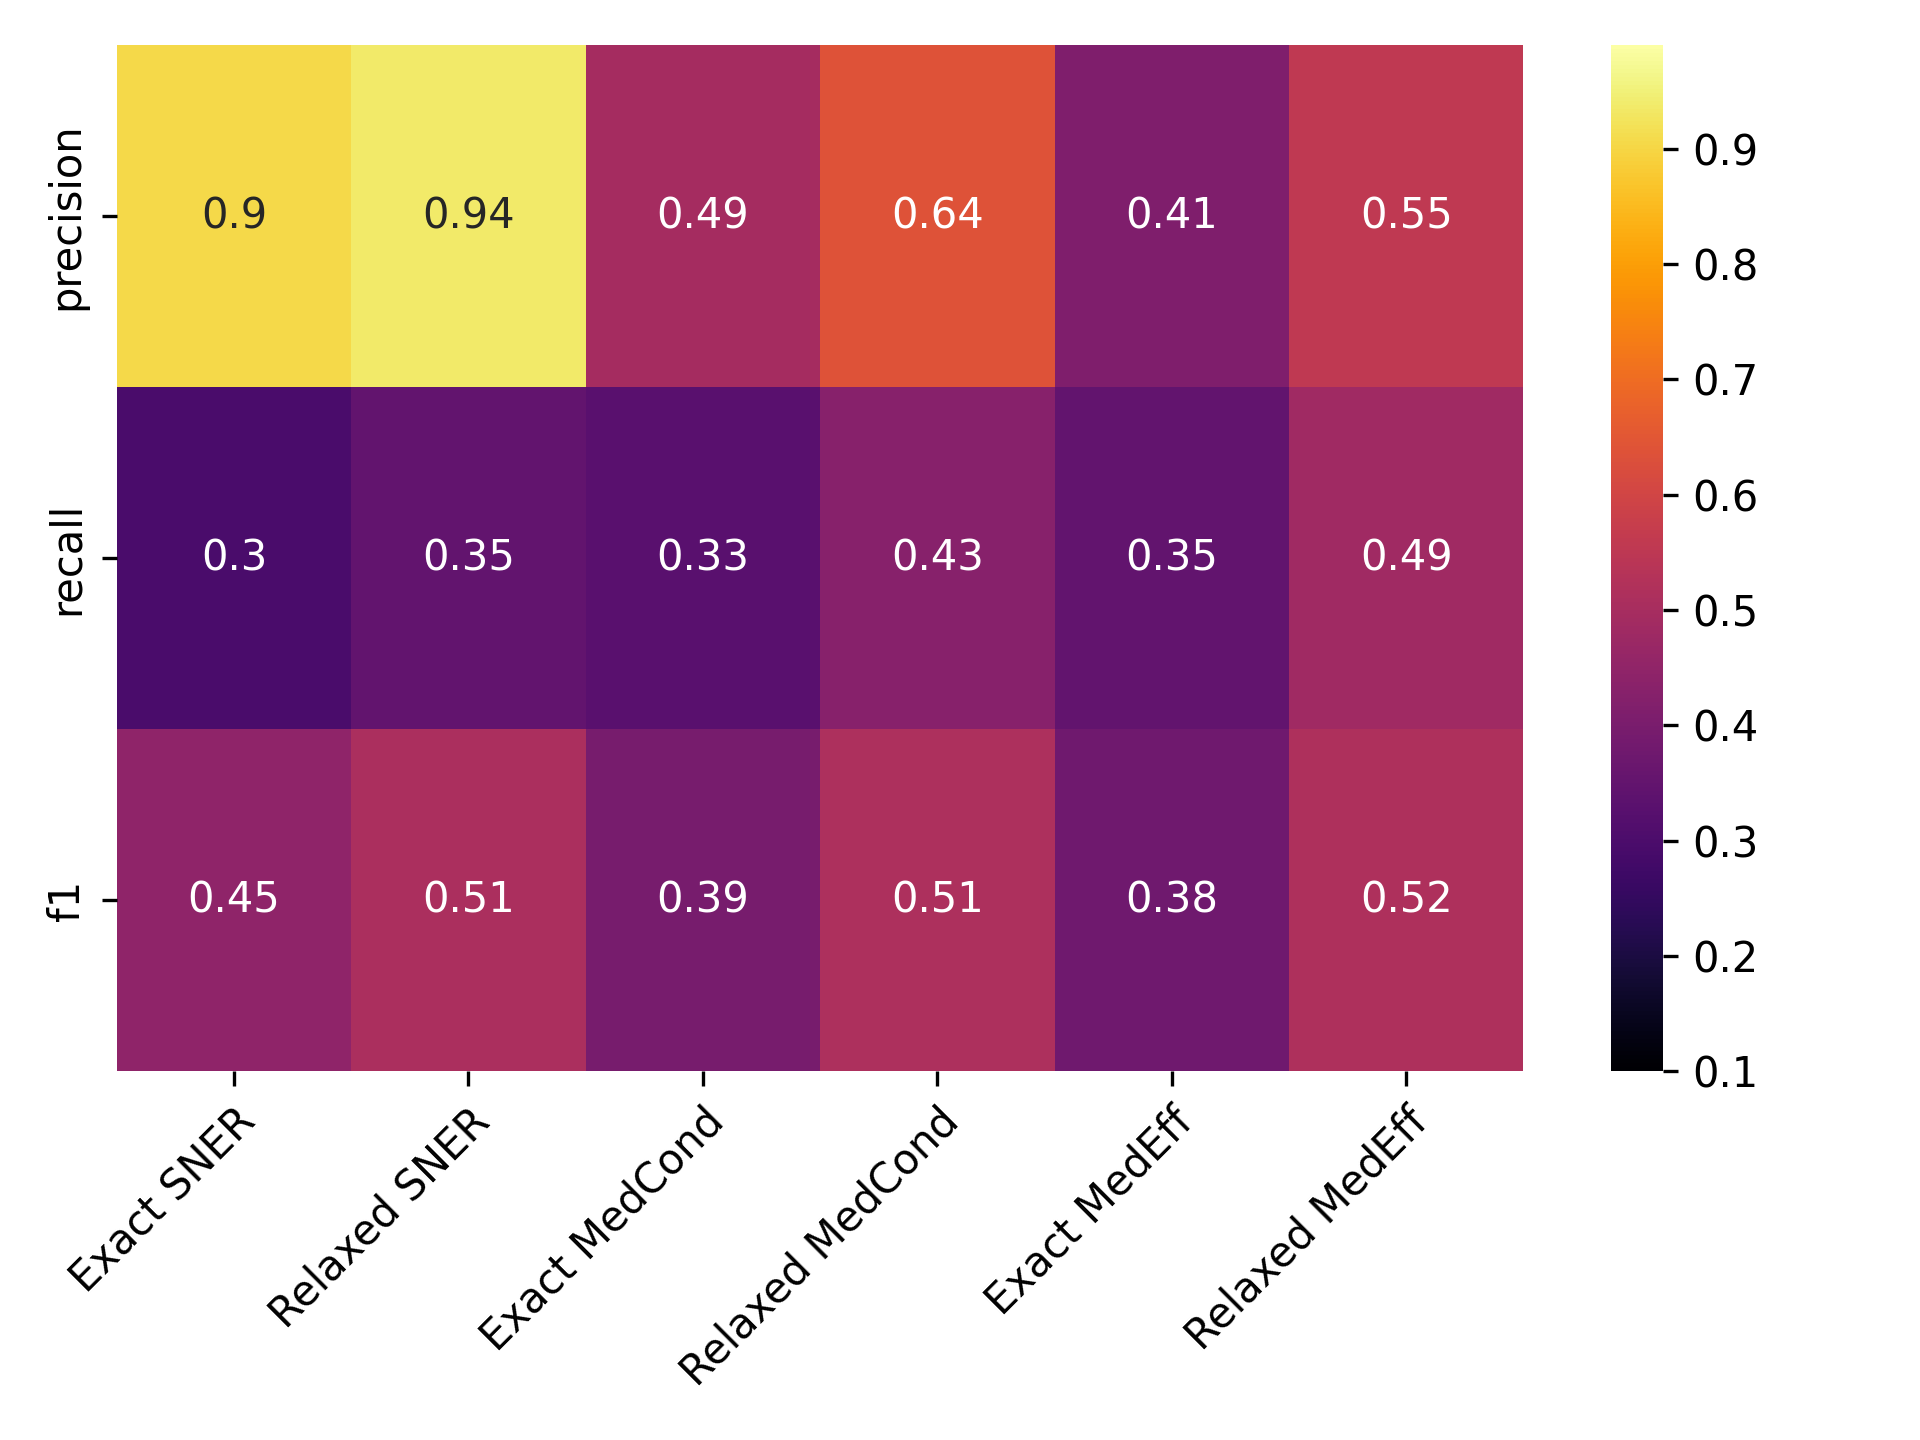 precision
0.9 0.94 0.49 0.64 0.41 0.55
recall
0.3 0.35 0.33 0.43 0.35 0.49
f1
0.45 0.51 0.39 0.51 0.38 0.52
Exact SNER
Relaxed SNER
Exact MedCond
Relaxed MedCond
Exact MedEff
Relaxed MedEff
0.9
0.8
0.7
0.6
0.5
0.4
0.3
0.2
0.1